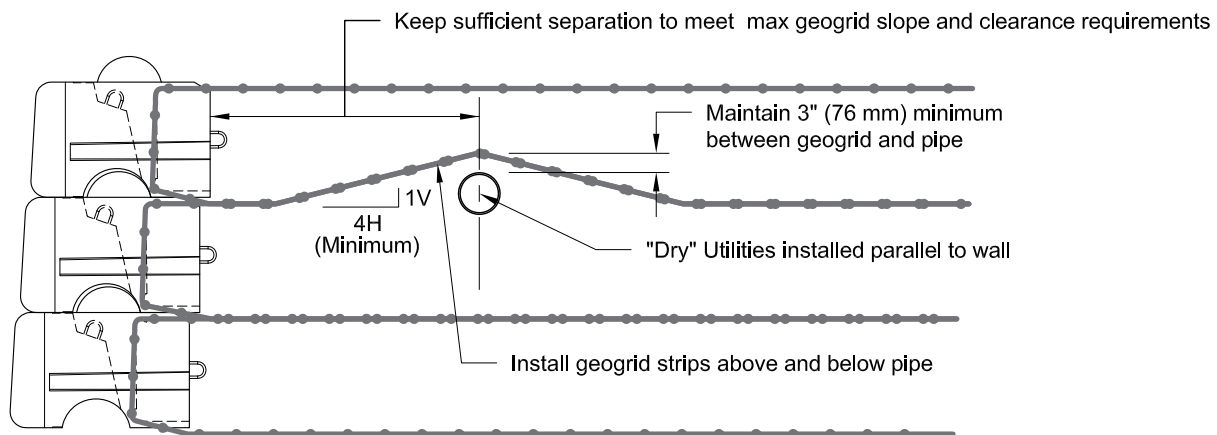 Keep sufficient separation to meet max geogrid slope and clearance requirements
Maintain 3" (76 mm) minimum
between geogrid and pipe
1V
4H
(Minimum)
"Dry" Utilities installed parallel to wall
Install geogrid strips above and below pipe